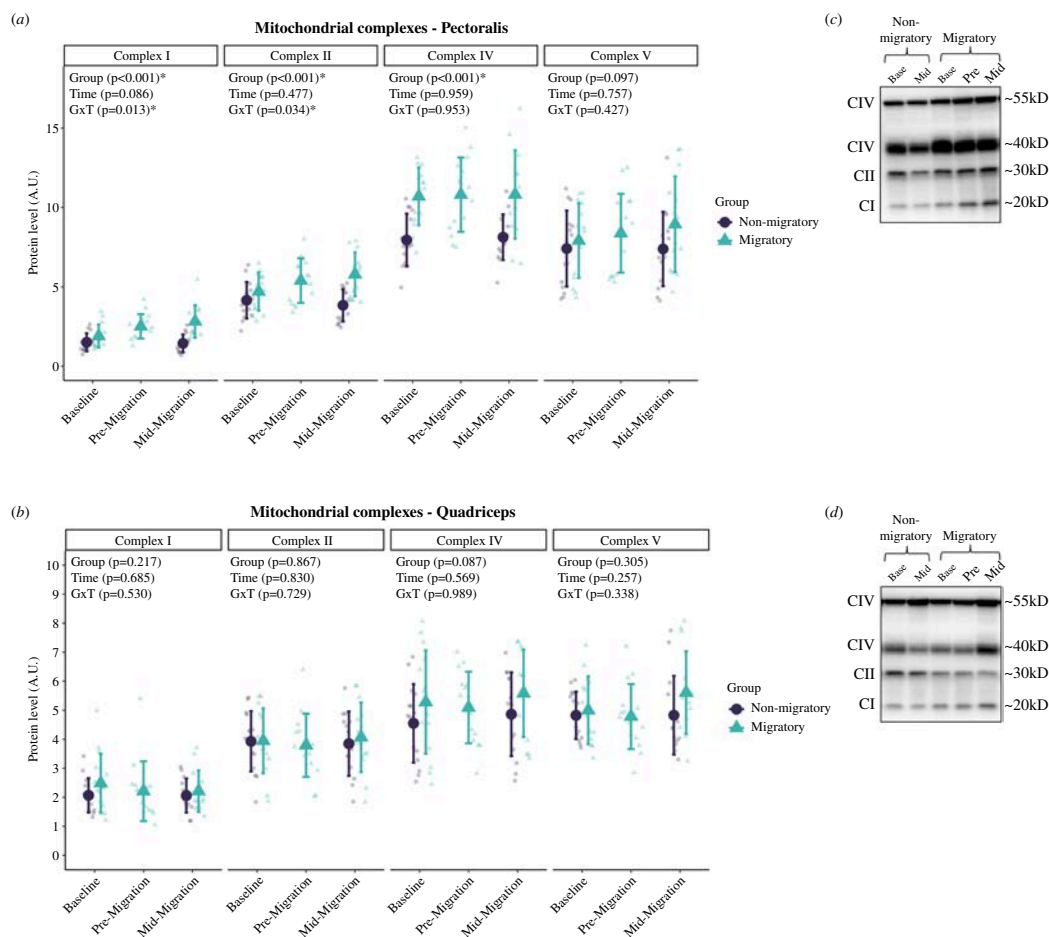 (a)
Mitochondrial complexes - Pectoralis
Complex I
Group (p<0.001)*
Time (p=0.086)
GxT (p=0.013)*
Complex II
Group (p<0.001)*
Time (p=0.477)
GxT (p=0.034)*
Complex IV
Group (p<0.001)*
Time (p=0.959)
GxT (p=0.953)
Complex V
Group (p=0.097)
Time (p=0.757)
GxT (p=0.427)
Protein level (A.U.)
15
10
5
0
Baseline
Pre-Migration
Mid-Migration
Baseline
Pre-Migration
Mid-Migration
Baseline
Pre-Migration
Mid-Migration
Baseline
Pre-Migration
Mid-Migration
Group
Non-migratory
Migratory
(c)
Non-
migratory
Migratory
Base
Mid
Base
Pre
Mid
CIV
~55kD
CIV
~40kD
CII
~30kD
CI
~20kD
(b)
Mitochondrial complexes - Quadriceps
Complex I
Group (p=0.217)
Time (p=0.685)
GxT (p=0.530)
Complex II
Group (p=0.867)
Time (p=0.830)
GxT (p=0.729)
Complex IV
Group (p=0.087)
Time (p=0.569)
GxT (p=0.989)
Complex V
Group (p=0.305)
Time (p=0.257)
GxT (p=0.338)
Protein level (A.U.)
10
9
8
7
6
5
4
3
2
1
0
Baseline
Pre-Migration
Mid-Migration
Baseline
Pre-Migration
Mid-Migration
Baseline
Pre-Migration
Mid-Migration
Baseline
Pre-Migration
Mid-Migration
Group
Non-migratory
Migratory
(d)
Non-
migratory
Migratory
Base
Mid
Base
Pre
Mid
CIV
~55kD
CIV
~40kD
CII
~30kD
CI
~20kD